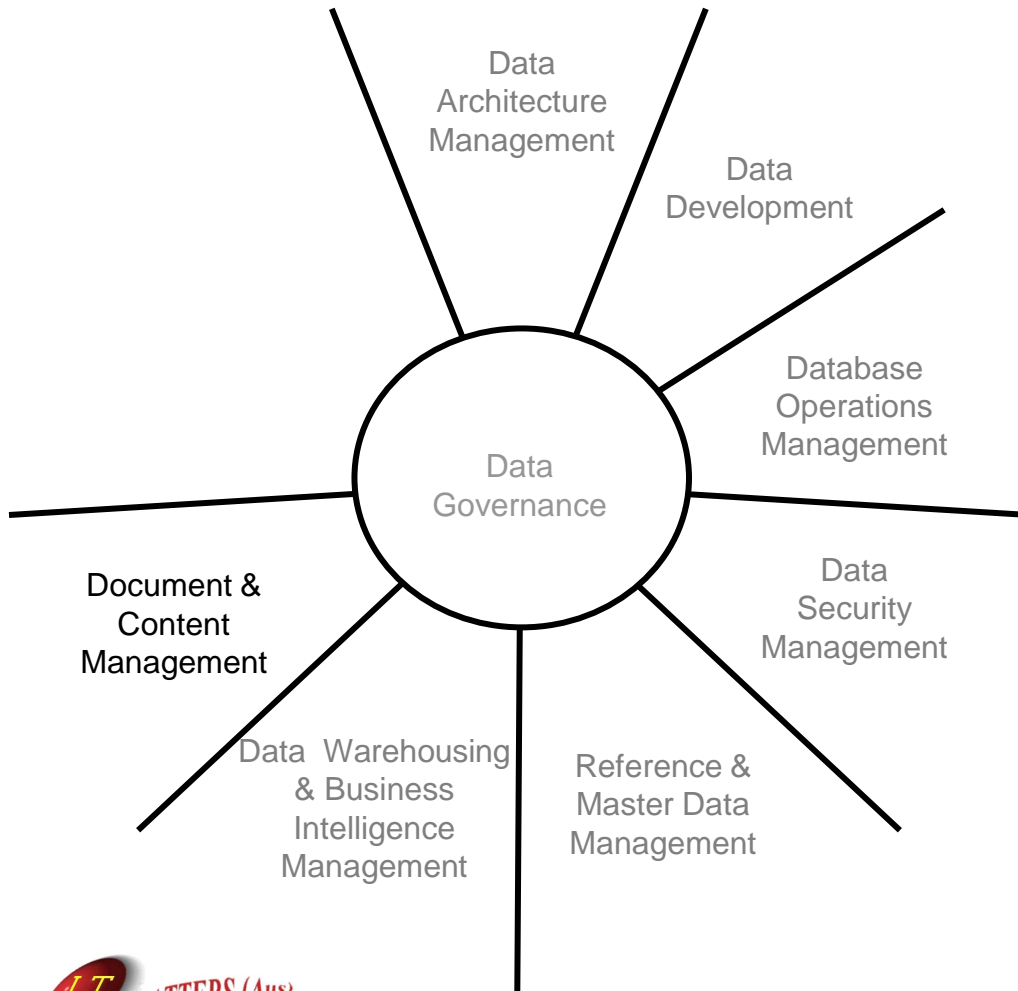 Data
Architecture
Management
Data
Development
Database
Operations
Management
Data
Governance
Data
Security
Management
Document &
Content
Management
Data Warehousing
& Business
Intelligence
Management
Reference &
Master Data
Management
I.T.
(Aus)